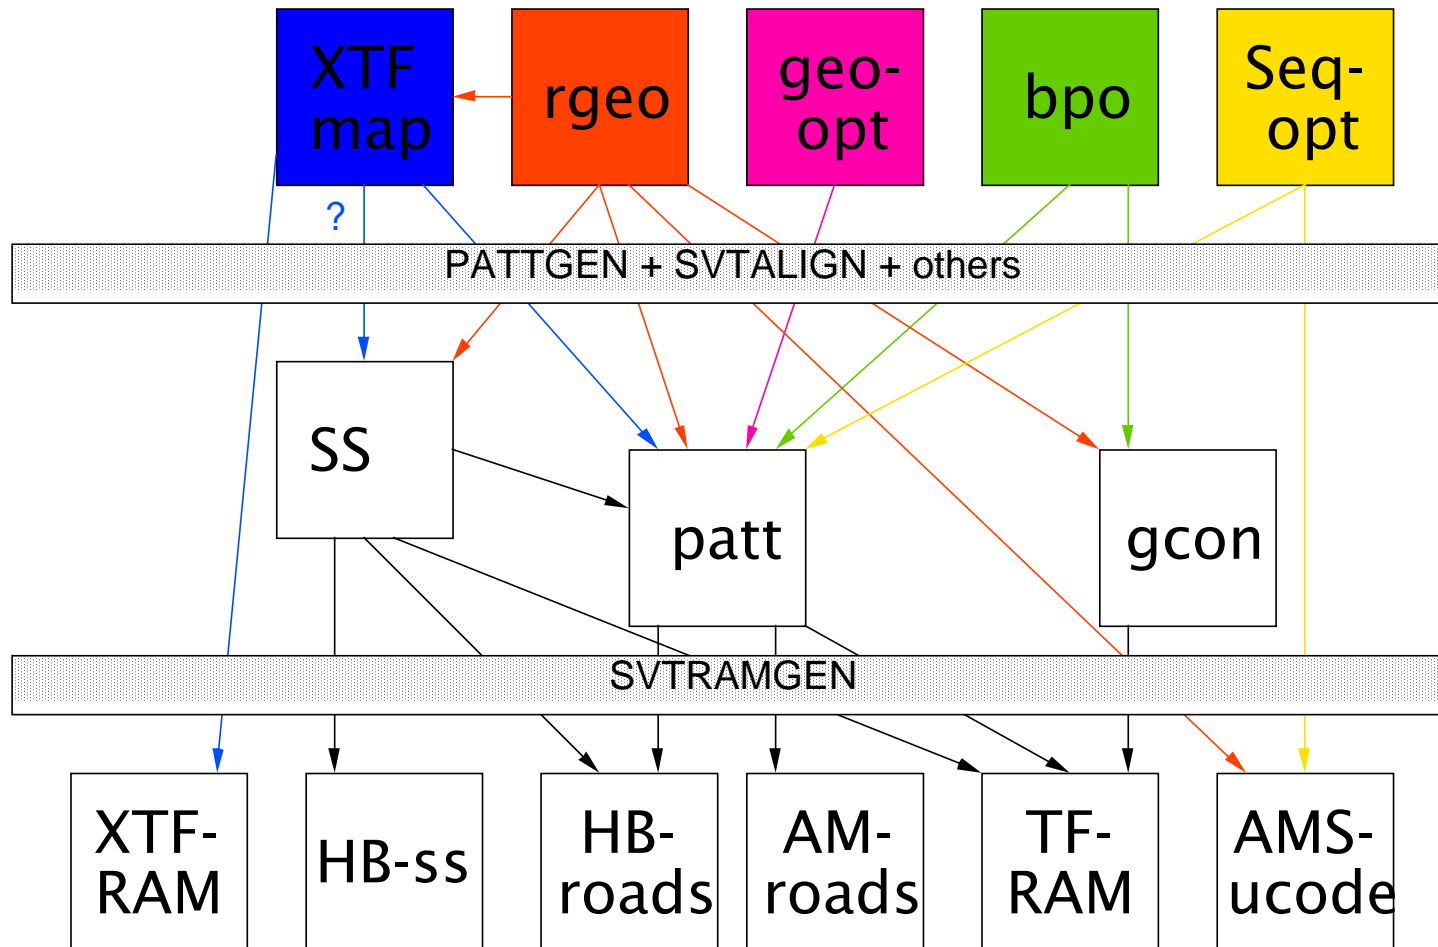 XTF
map
rgeo
geo-
opt
bpo
Seq-
opt
?
PATTGEN + SVTALIGN + others
SS
patt
gcon
SVTRAMGEN
XTF-
RAM
HB-ss
HB-
roads
AM-
roads
TF-
RAM
AMS-
ucode